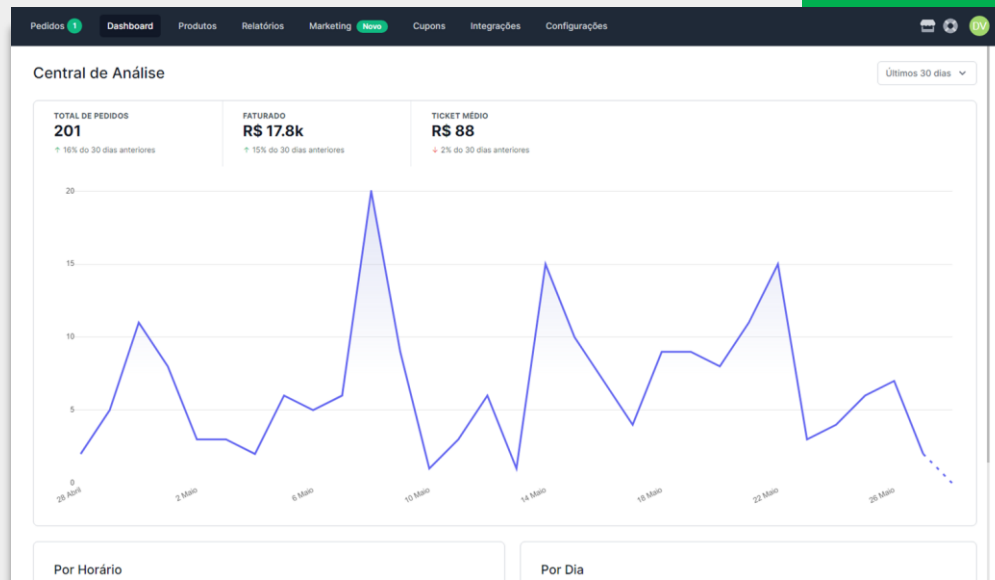 Pedidos 1 Dashboard Produtos Relatórios Marketing Novo Cupons Integrações Configurações DV
Central de Análise
Últimos 30 dias
TOTAL DE PEDIDOS
201
↑ 16% do 30 dias anteriores
FATURADO
R$ 17.8k
↑ 15% do 30 dias anteriores
TICKET MÉDIO
R$ 88
↓ 2% do 30 dias anteriores
20
15
10
5
0
28 Abril 2 Maio 6 Maio 10 Maio 14 Maio 18 Maio 22 Maio 26 Maio
Por Horário
Por Dia